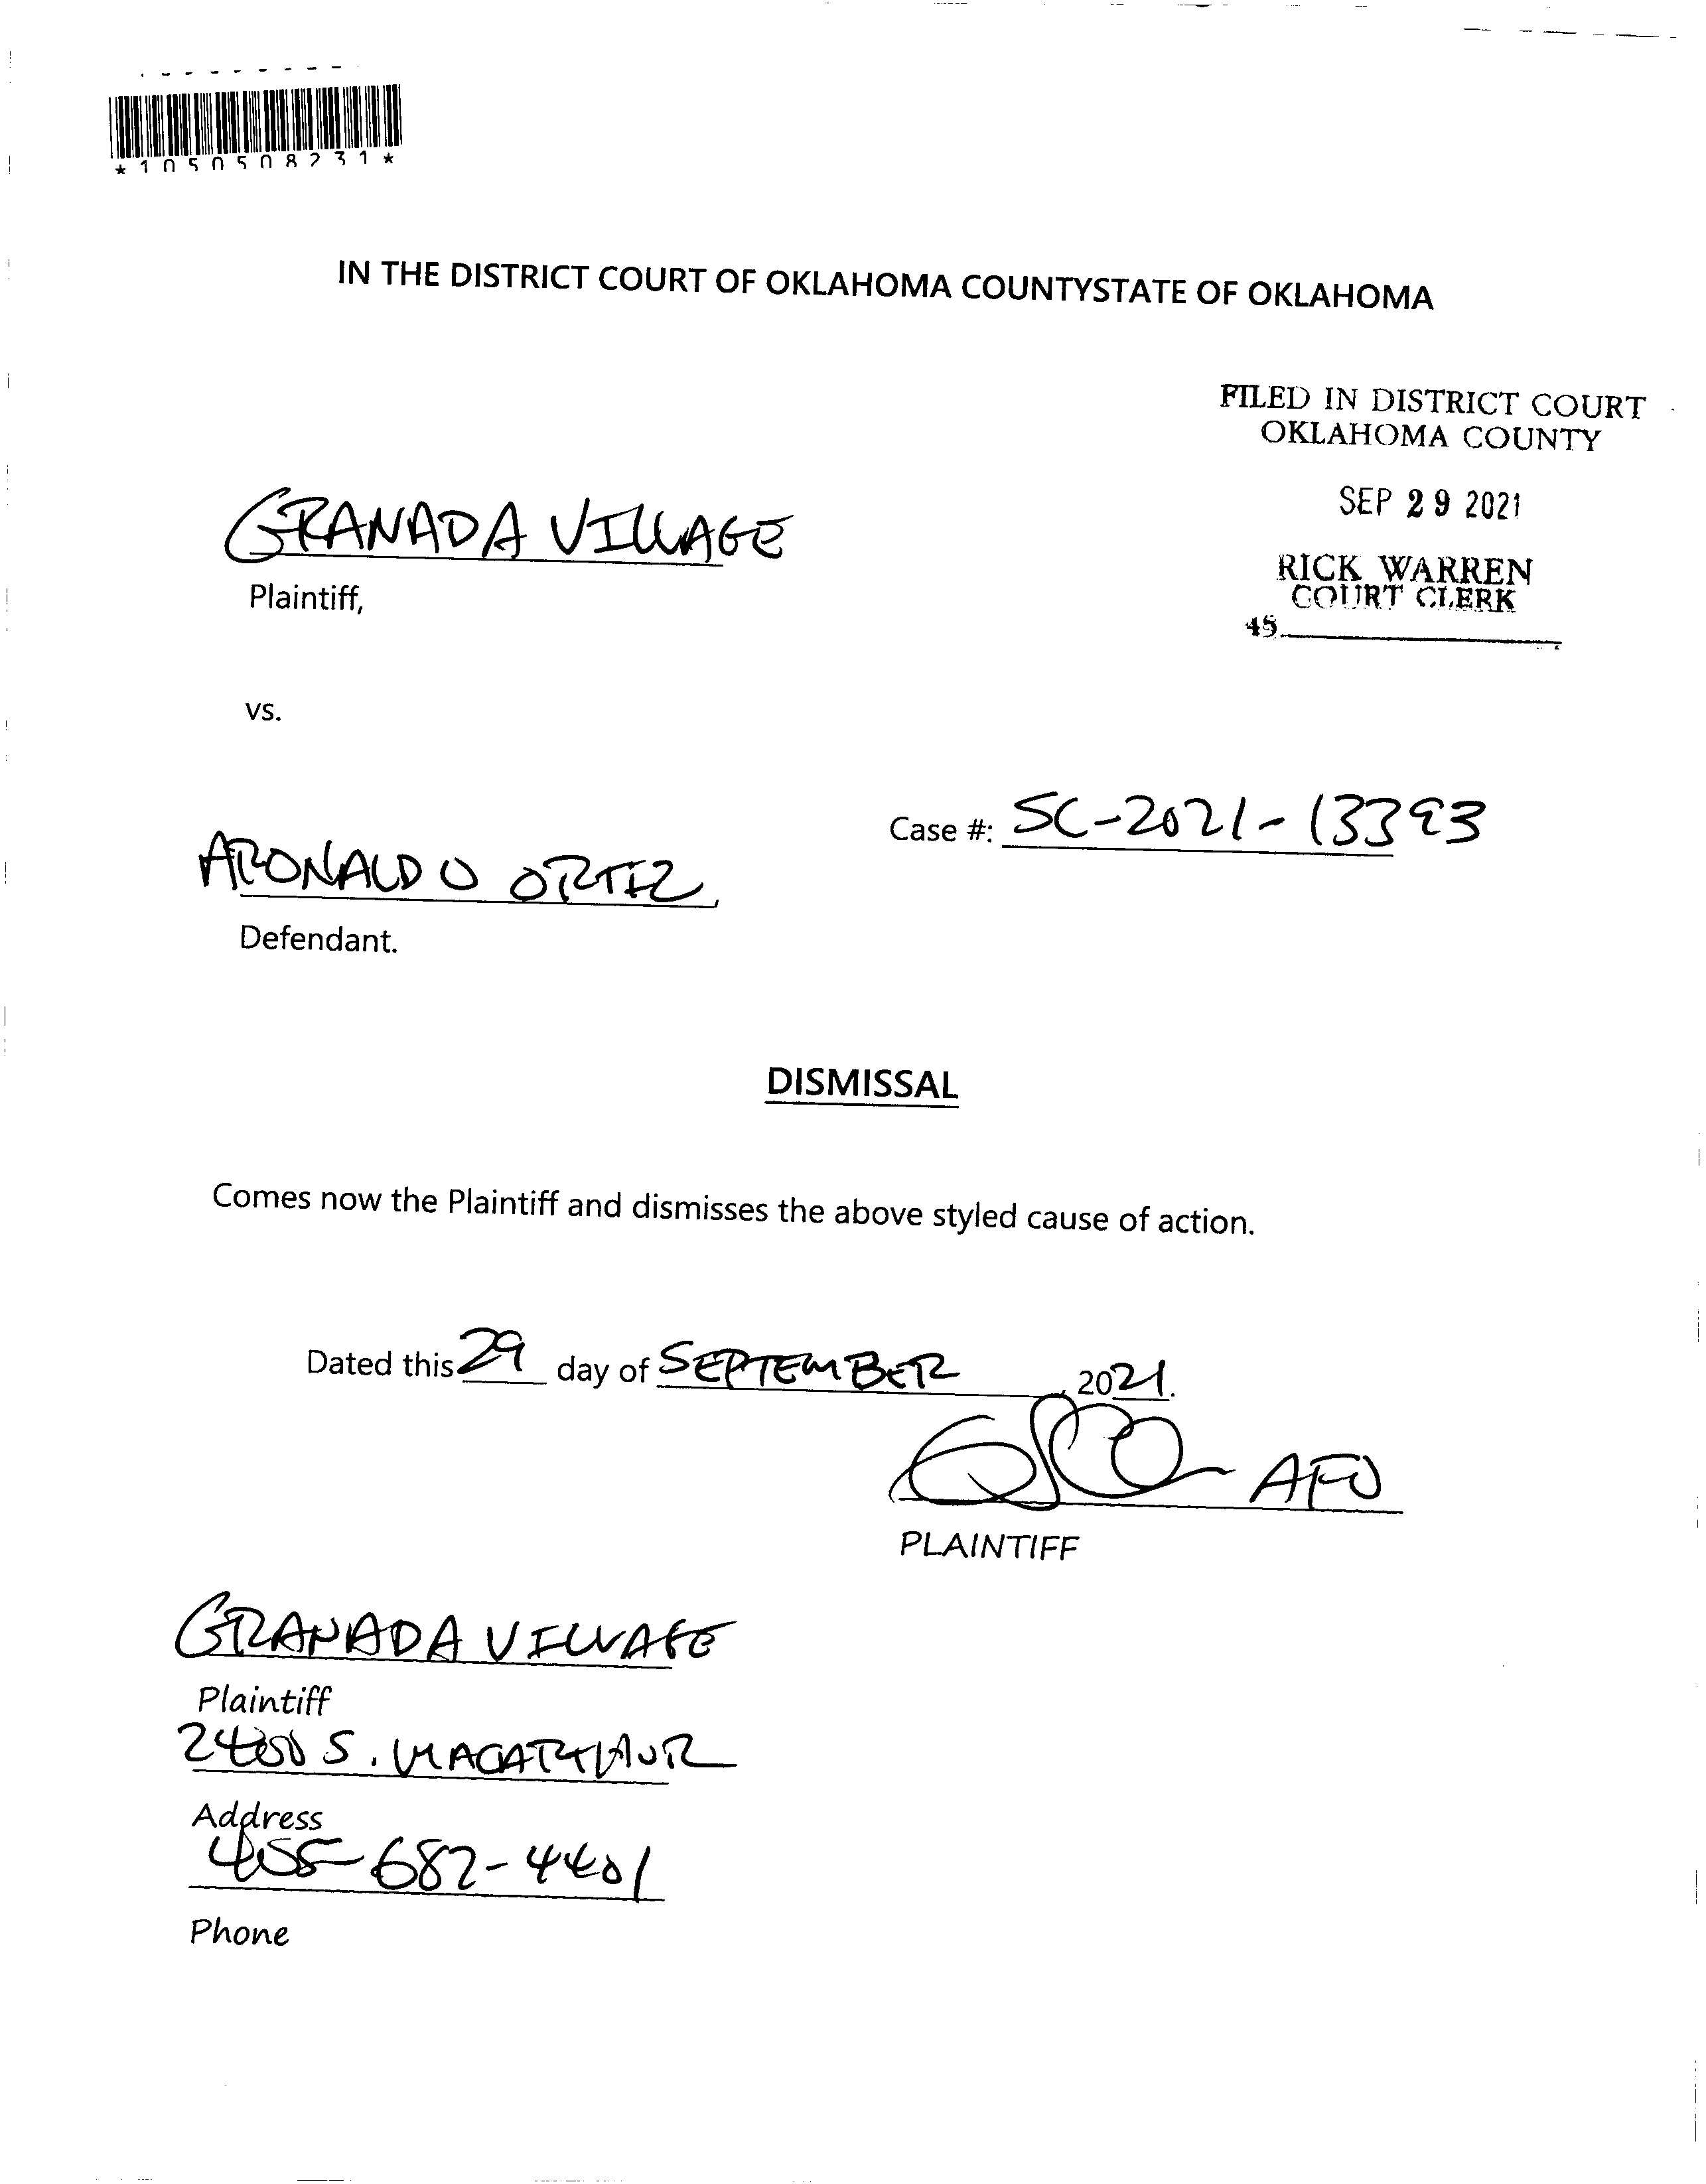 *1050508231*
IN THE DISTRICT COURT OF OKLAHOMA COUNTYSTATE OF OKLAHOMA
FILED IN DISTRICT COURT
OKLAHOMA COUNTY
SEP 29 2021
RICK WARREN
COURT CLERK
45
GRANADA VILLAGE
Plaintiff,
vs.
Case #: SC-2021-13393
ARONALDO ORTIZ,
Defendant.
DISMISSAL
Comes now the Plaintiff and dismisses the above styled cause of action.
Dated this 29 day of SEPTEMBER, 2021.
AFO
PLAINTIFF
GRANADA VILLAGE
Plaintiff
S. MACARTHUR
Address
405-682-4401
Phone